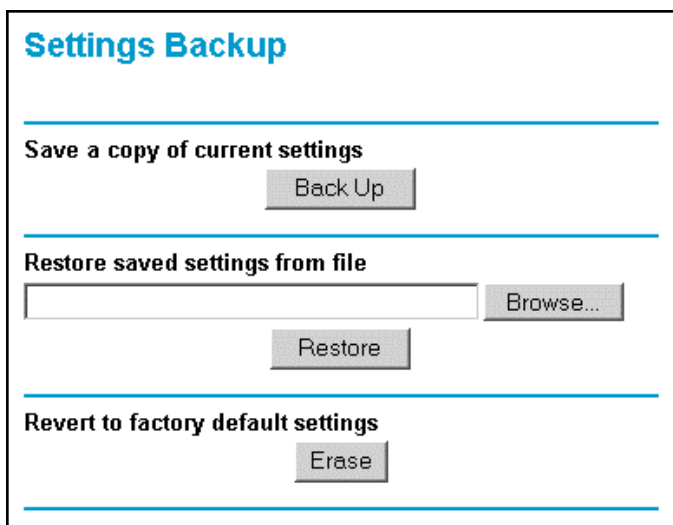 Settings Backup
Save a copy of current settings
Back Up
Restore saved settings from file
Browse...
Restore
Revert to factory default settings
Erase